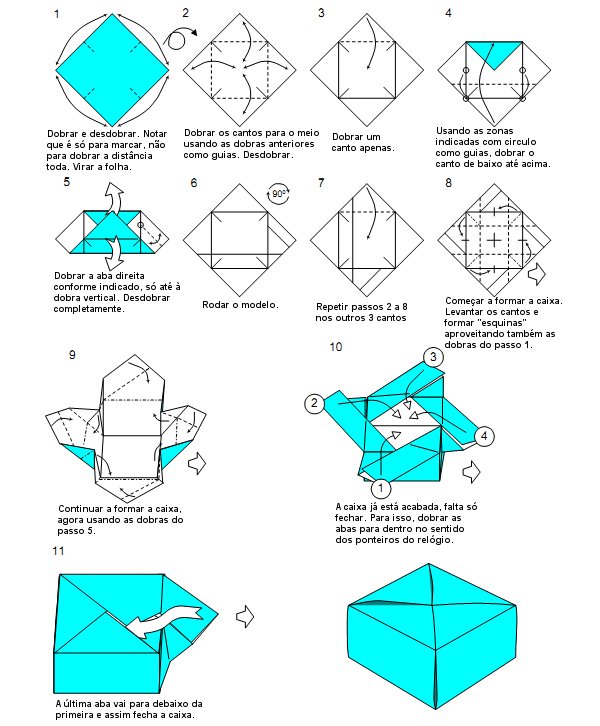 1
Dobrar e desdobrar. Notar
que é só para marcar, não
para dobrar a distância
toda. Virar a folha.
2
Dobrar os cantos para o meio
usando as dobras anteriores
como guias. Desdobrar.
3
Dobrar um
canto apenas.
4
Usando as zonas
indicadas com circulo
como guias, dobrar o
canto de baixo até acima.
5
Dobrar a aba direita
conforme indicado, só até à
dobra vertical. Desdobrar
completamente.
6
90º
Rodar o modelo.
7
Repetir passos 2 a 8
nos outros 3 cantos
8
Começar a formar a caixa.
Levantar os cantos e
formar "esquinas"
aproveitando também as
dobras do passo 1.
9
Continuar a formar a caixa,
agora usando as dobras do
passo 5.
10
3
2
4
1
A caixa já está acabada, falta só
fechar. Para isso, dobrar as
abas para dentro no sentido
dos ponteiros do relógio.
11
A última aba vai para debaixo da
primeira e assim fecha a caixa.